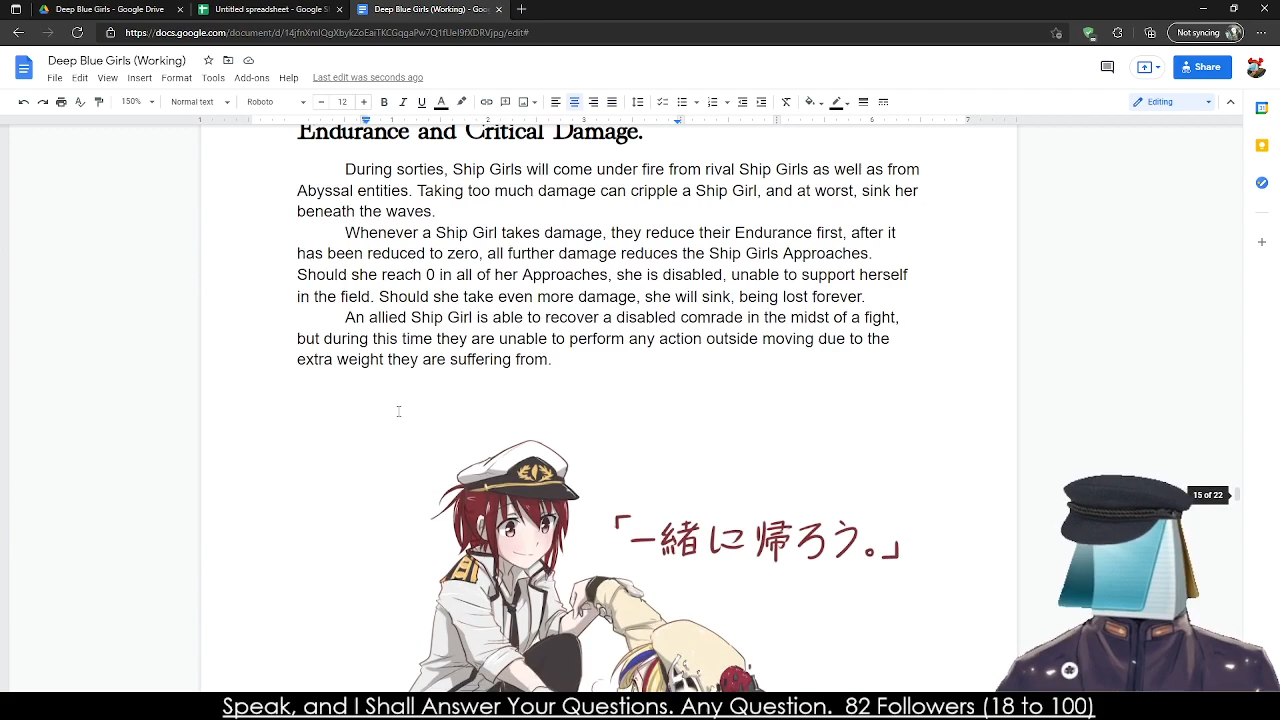 Deep Blue Girls - Google Drive
Untitled spreadsheet - Google S
Deep Blue Girls (Working) - Go
Not syncing
Deep Blue Girls (Working)
File Edit View Insert Format Tools Add-ons Help Last edit was seconds ago
Share
150% Normal text Roboto 12 Editing
1 1 2 3 6 7
Endurance and Critical Damage.
During sorties, Ship Girls will come under fire from rival Ship Girls as well as from
Abyssal entities. Taking too much damage can cripple a Ship Girl, and at worst, sink her
beneath the waves.
Whenever a Ship Girl takes damage, they reduce their Endurance first, after it
has been reduced to zero, all further damage reduces the Ship Girls Approaches.
Should she reach 0 in all of her Approaches, she is disabled, unable to support herself
in the field. Should she take even more damage, she will sink, being lost forever.
An allied Ship Girl is able to recover a disabled comrade in the midst of a fight,
but during this time they are unable to perform any action outside moving due to the
extra weight they are suffering from.
15 of 22
「一緒に帰ろう。」
Speak, and I Shall Answer Your Questions. Any Question. 82 Followers (18 to 100)